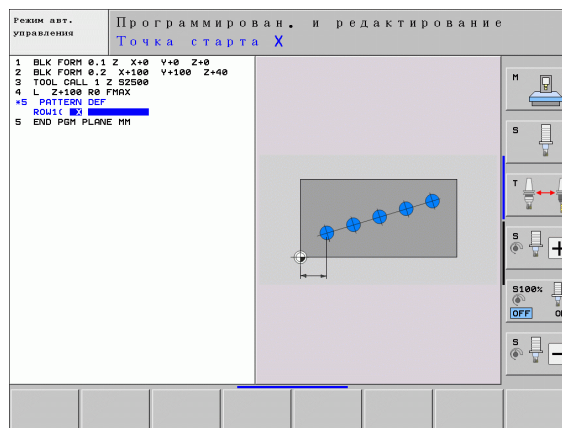 Режим авт.
управления
Программирован. и редактирование
Точка старта X
1 BLK FORM 0.1 Z X+0 Y+0 Z+0
2 BLK FORM 0.2 X+100 Y+100 Z+40
3 TOOL CALL 1 Z S2500
4 L Z+100 R0 FMAX
*5 PATTERN DEF
ROW1( X
5 END PGM PLANE MM
M
S
T
S
S100%
OFF
S